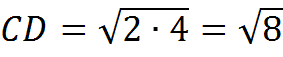 CD = √2 · 4 = √8